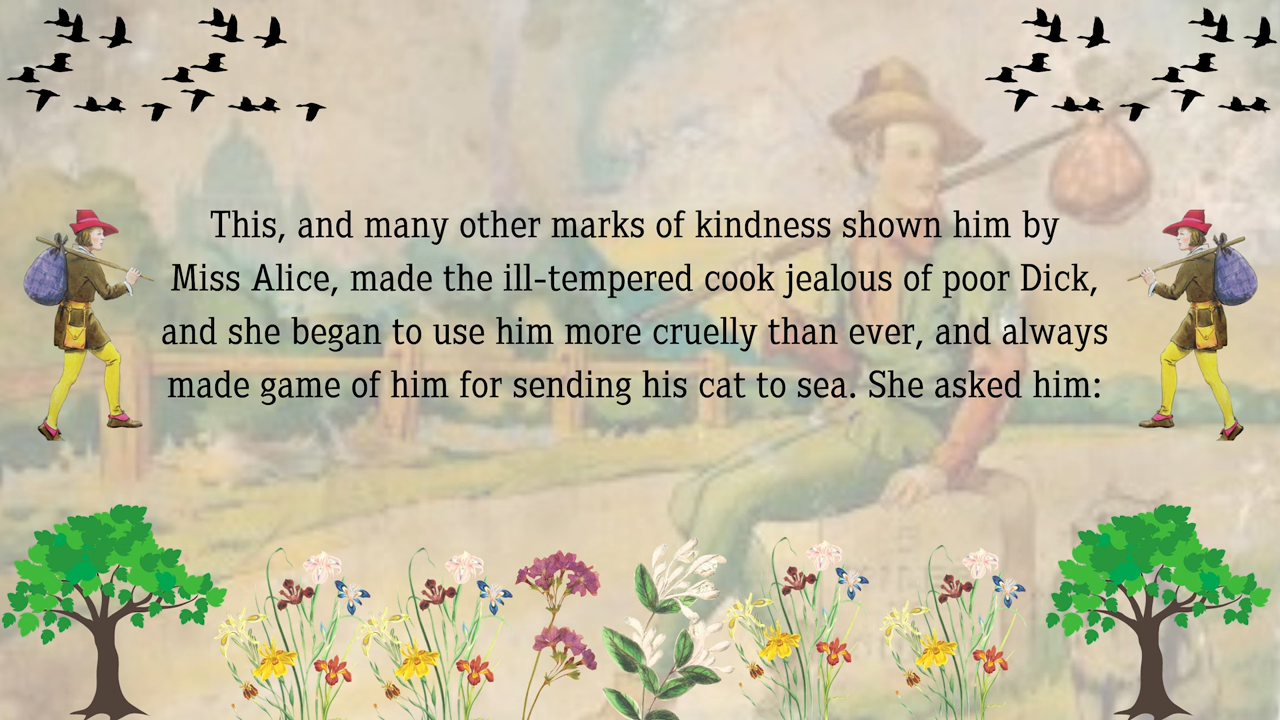 This, and many other marks of kindness shown him by
Miss Alice, made the ill-tempered cook jealous of poor Dick,
and she began to use him more cruelly than ever, and always
made game of him for sending his cat to sea. She asked him: